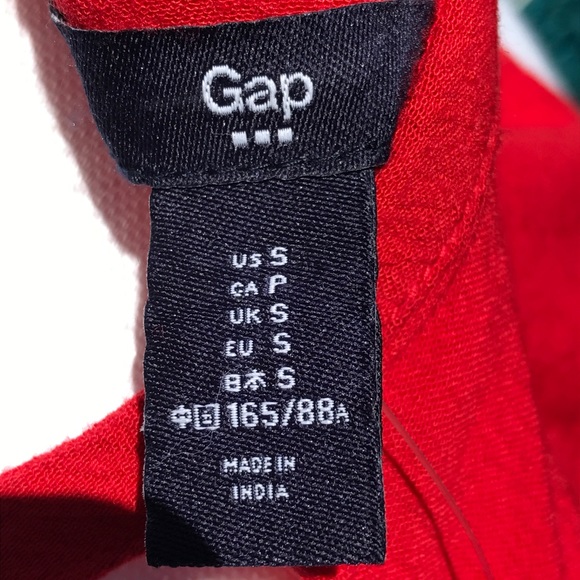 Gap
US S
CA P
UK S
EU S
日本 S
中国 165/88A
MADE IN
INDIA